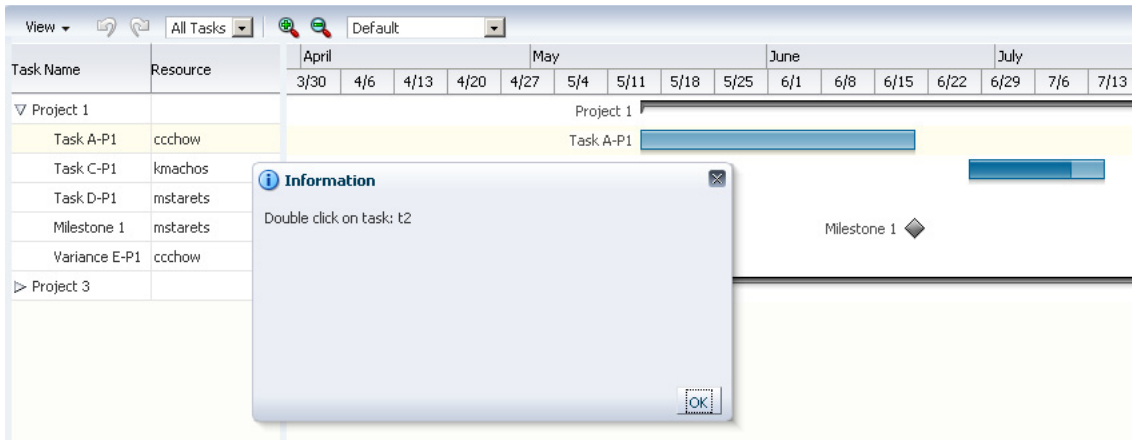 View All Tasks Default
Task Name Resource
April May June July
3/30 4/6 4/13 4/20 4/27 5/4 5/11 5/18 5/25 6/1 6/8 6/15 6/22 6/29 7/6 7/13
Project 1 Project 1
Task A-P1 ccchow Task A-P1
Task C-P1 kmachos
Task D-P1 mstarets
Milestone 1 mstarets Milestone 1
Variance E-P1 ccchow
Project 3
Information
Double click on task: t2
OK